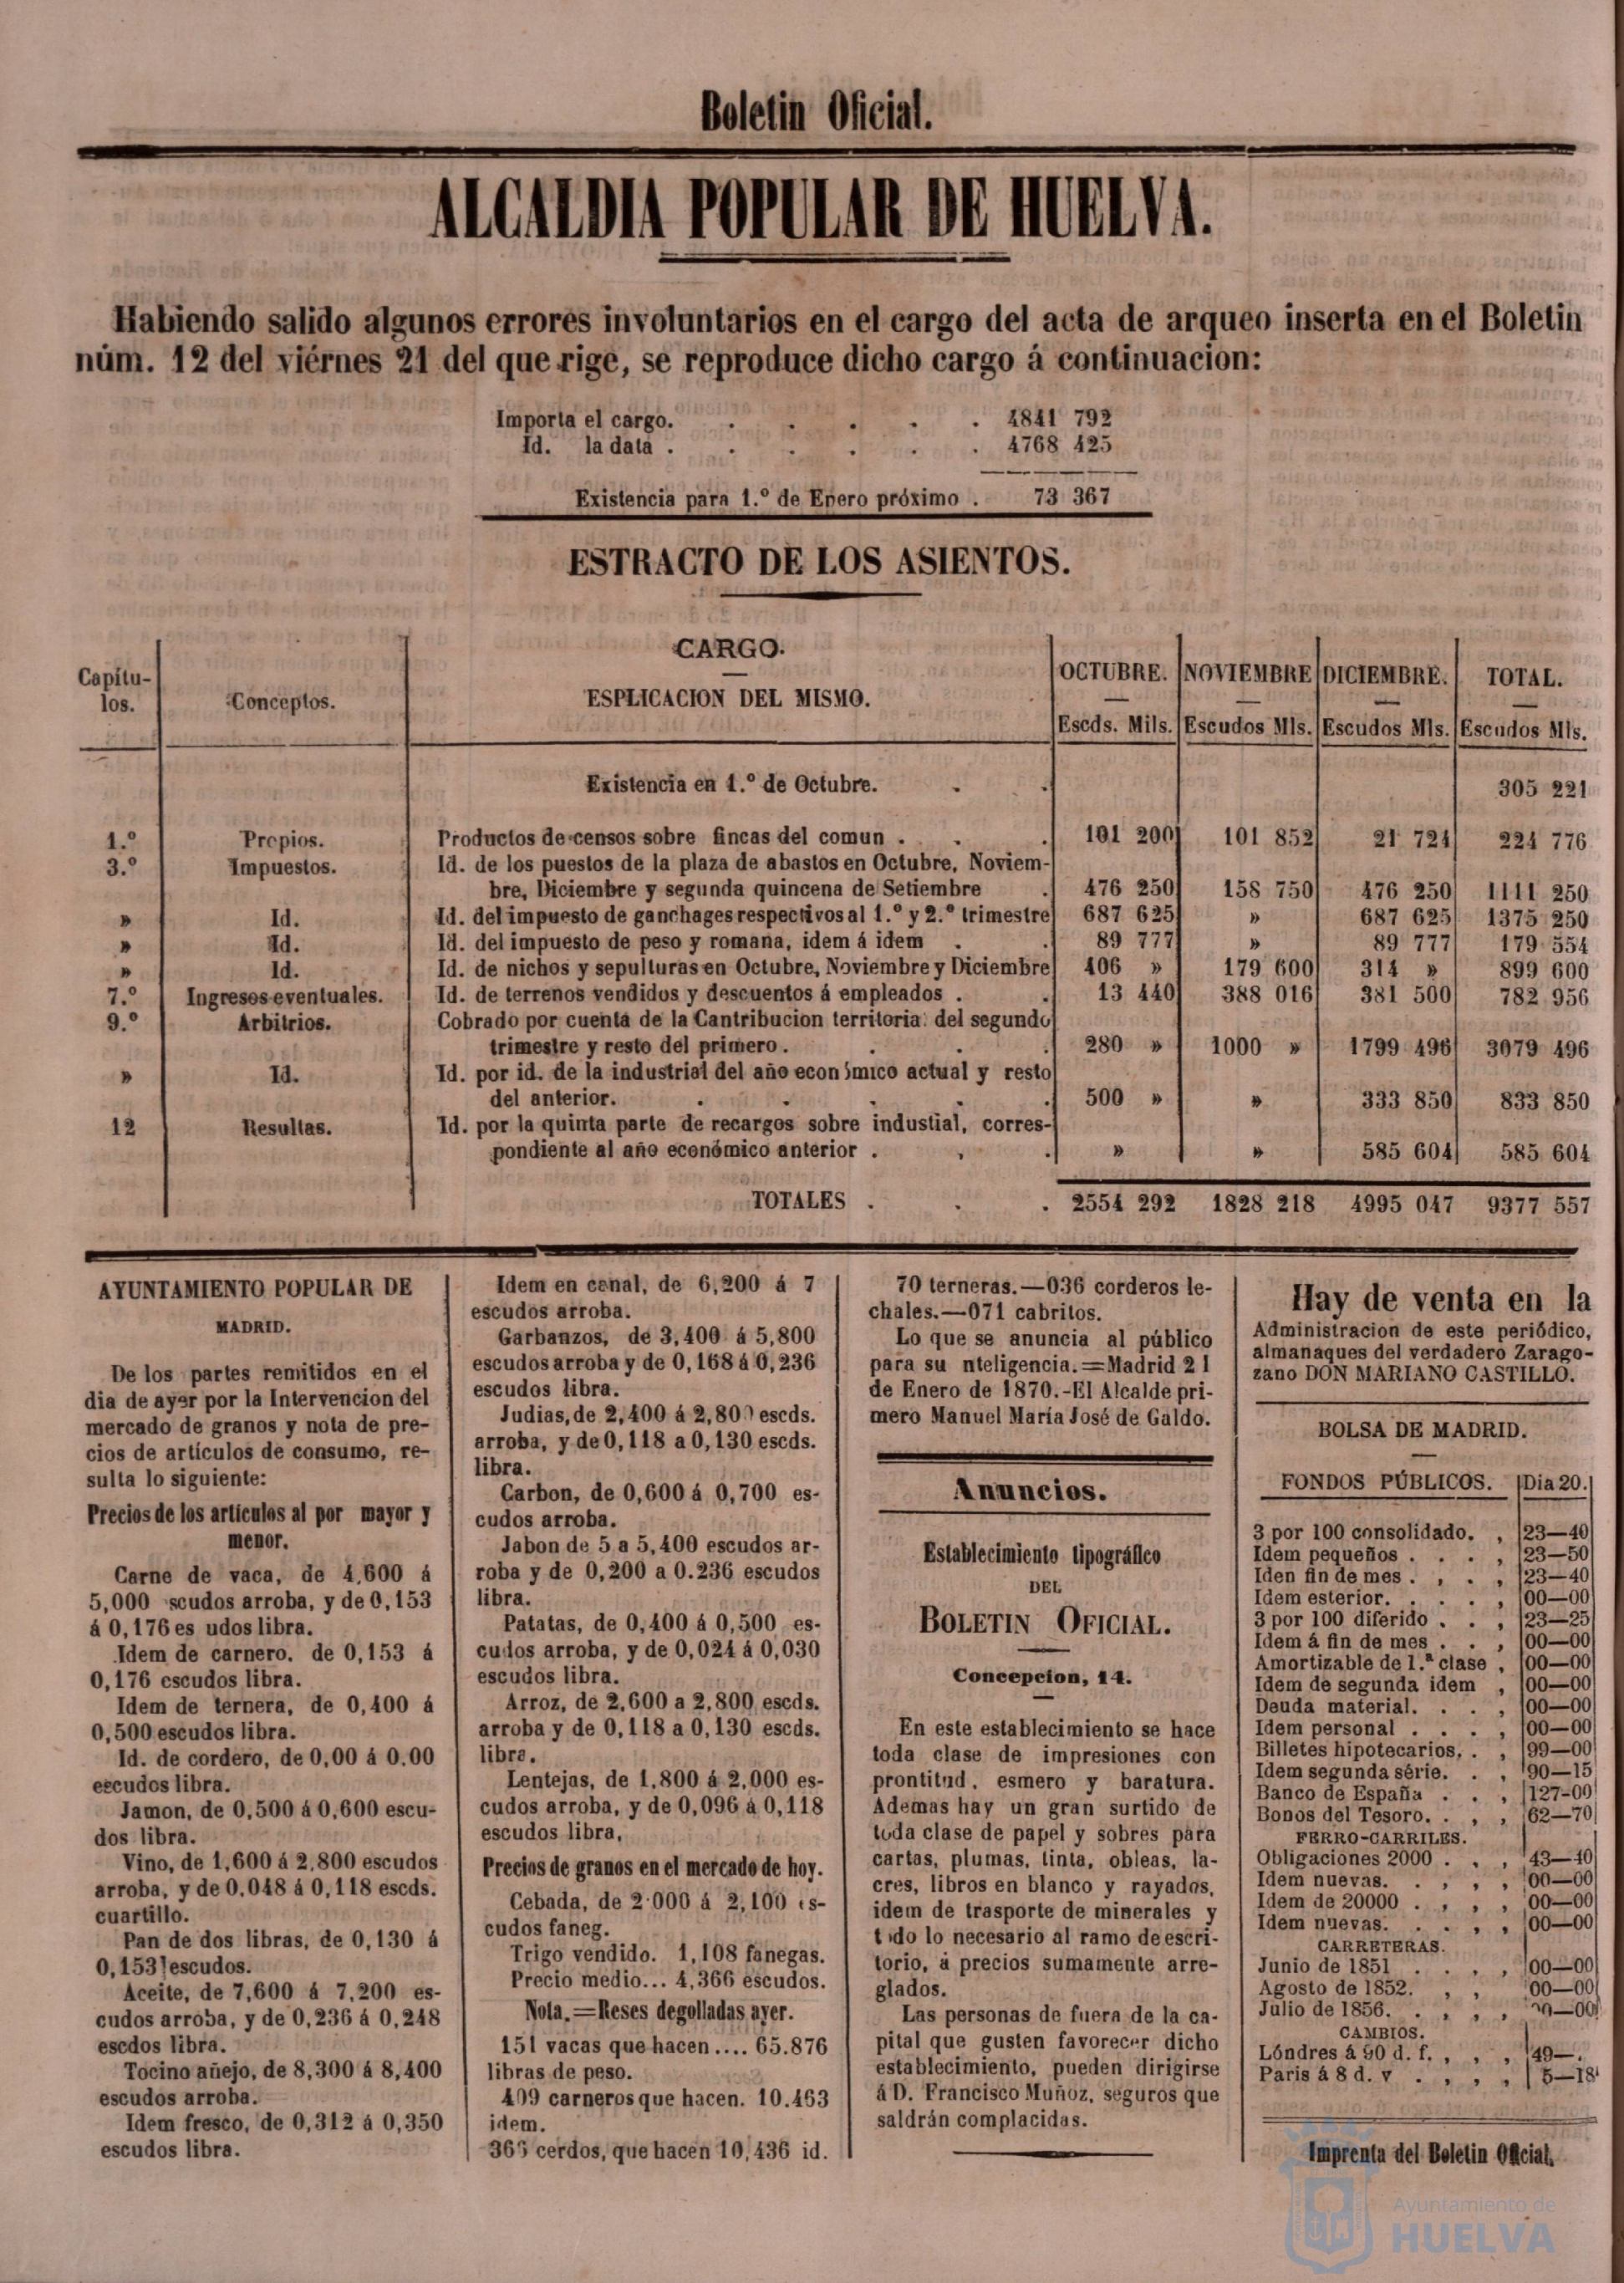 Boletin Oficial.
ALCALDIA POPULAR DE HUELVA.
Habiendo salido algunos errores involuntarios en el cargo del acta de arqueo inserta en el Boletin
núm. 12 del viérnes 21 del que rige, se reproduce dicho cargo á continuacion:
Importa el cargo. . . . . . 4841 792
Id. la data . . . . . . 4768 425
Existencia para 1.º de Enero próximo . 73 367
ESTRACTO DE LOS ASIENTOS.
Capítu-
los.
Conceptos.
CARGO.
ESPLICACION DEL MISMO.
OCTUBRE. NOVIEMBRE DICIEMBRE. TOTAL.
Escds. Mils. Escudos Mls. Escudos Mls. Escudos Mls.
Existencia en 1.º de Octubre. . . 305 221
1.º Propios. Productos de censos sobre fincas del comun . . . 101 200 101 852 21 724 224 776
3.º Impuestos. Id. de los puestos de la plaza de abastos en Octubre, Noviem-
bre, Diciembre y segunda quincena de Setiembre . 476 250 158 750 476 250 1111 250
» Id. Id. del impuesto de ganchages respectivos al 1.º y 2.º trimestre 687 625 » 687 625 1375 250
» Id. Id. del impuesto de peso y romana, idem á idem . . 89 777 » 89 777 179 554
» Id. Id. de nichos y sepulturas en Octubre, Noviembre y Diciembre 406 » 179 600 314 » 899 600
7.º Ingresos eventuales. Id. de terrenos vendidos y descuentos á empleados . . 13 440 388 016 381 500 782 956
9.º Arbitrios. Cobrado por cuenta de la Cantribucion territoria: del segundo
trimestre y resto del primero . . . . 280 » 1000 » 1799 496 3079 496
» Id. Id. por id. de la industrial del año económico actual y resto
del anterior. . . . . . 500 » » 333 850 833 850
12 Resultas. Id. por la quinta parte de recargos sobre industial, corres-
pondiente al año económico anterior . , . » » 585 604 585 604
TOTALES . . . 2554 292 1828 218 4995 047 9377 557
AYUNTAMIENTO POPULAR DE
MADRID.
De los partes remitidos en el
dia de ayer por la Intervencion del
mercado de granos y nota de pre-
cios de artículos de consumo, re-
sulta lo siguiente:
Precios de los artículos al por mayor y
menor.
Carne de vaca, de 4,600 á
5,000 scudos arroba, y de 0,153
á 0,176 es udos libra.
Idem de carnero, de 0,153 á
0,176 escudos libra.
Idem de ternera, de 0,400 á
0,500 escudos libra.
Id. de cordero, de 0,00 á 0.00
escudos libra.
Jamon, de 0,500 á 0,600 escu-
dos libra.
Vino, de 1,600 á 2,800 escudos
arroba, y de 0,048 á 0,118 escds.
cuartillo.
Pan de dos libras, de 0,130 á
0,153 escudos.
Aceite, de 7,600 á 7,200 es-
cudos arroba, y de 0,236 á 0,248
escdos libra.
Tocino añejo, de 8,300 á 8,400
escudos arroba.
Idem fresco, de 0,312 á 0,350
escudos libra.
Idem en canal, de 6,200 á 7
escudos arroba.
Garbanzos, de 3,400 á 5,800
escudos arroba y de 0,168 á 0,236
escudos libra.
Judias, de 2,400 á 2,800 escds.
arroba, y de 0,118 a 0,130 escds.
libra.
Carbon, de 0,600 á 0,700 es-
cudos arroba.
Jabon de 5 a 5,400 escudos ar-
roba y de 0,200 a 0.236 escudos
libra.
Patatas, de 0,400 á 0,500 es-
cudos arroba, y de 0,024 á 0,030
escudos libra.
Arroz, de 2,600 a 2,800 escds.
arroba y de 0,118 a 0,130 escds.
libra.
Lentejas, de 1,800 á 2,000 es-
cudos arroba, y de 0,096 á 0,118
escudos libra,
Precios de granos en el mercado de hoy.
Cebada, de 2·000 á 2,100 es-
cudos faneg.
Trigo vendido. 1,108 fanegas.
Precio medio... 4,366 escudos.
Nota.=Reses degolladas ayer.
151 vacas que hacen.... 65.876
libras de peso.
499 carneros que hacen. 10.463
idem.
365 cerdos, que hacen 10,436 id.
70 terneras.—036 corderos le-
chales.—071 cabritos.
Lo que se anuncia al público
para su nteligencia.=Madrid 21
de Enero de 1870.-El Alcalde pri-
mero Manuel María José de Galdo.
Anuncios.
Establecimiento tipográfico
DEL
BOLETIN OFICIAL.
Concepcion, 14.
En este establecimiento se hace
toda clase de impresiones con
prontitud, esmero y baratura.
Ademas hay un gran surtido de
toda clase de papel y sobres para
cartas, plumas, tinta, obleas, la-
cres, libros en blanco y rayados,
idem de trasporte de minerales y
todo lo necesario al ramo de escri-
torio, á precios sumamente arre-
glados.
Las personas de fuera de la ca-
pital que gusten favorecer dicho
establecimiento, pueden dirigirse
á D. Francisco Muñoz, seguros que
saldrán complacidas.
Hay de venta en la
Administracion de este periódico,
almanaques del verdadero Zarago-
zano DON MARIANO CASTILLO.
BOLSA DE MADRID.
FONDOS PÚBLICOS. Dia 20.
3 por 100 consolidado. , 23—40
Idem pequeños . . . , 23—50
Iden fin de mes . , . , 23—40
Idem esterior. . . . , 00—00
3 por 100 diferido . . , 23—25
Idem á fin de mes . . , 00—00
Amortizable de 1.ª clase , 00—00
Idem de segunda idem , 00—00
Deuda material. . . , 00—00
Idem personal . . . , 00—00
Billetes hipotecarios. . , 99—00
Idem segunda série. . , 90—15
Banco de España . . , 127-00
Bonos del Tesoro. . , , 62—70
FERRO-CARRILES.
Obligaciones 2000 . , , 43—40
Idem nuevas. . , , , 00—00
Idem de 20000 . , , , 00—00
Idem nuevas. . . , , 00—00
CARRETERAS.
Junio de 1851 . . , , 00—00
Agosto de 1852. , , 00—00
Julio de 1856. . , , , —00
CAMBIOS.
Lóndres á 90 d. f. , , , 49—.
Paris á 8 d. v . , , , 5—18
Imprenta del Boletin Oficial.
Ayuntamiento de
HUELVA